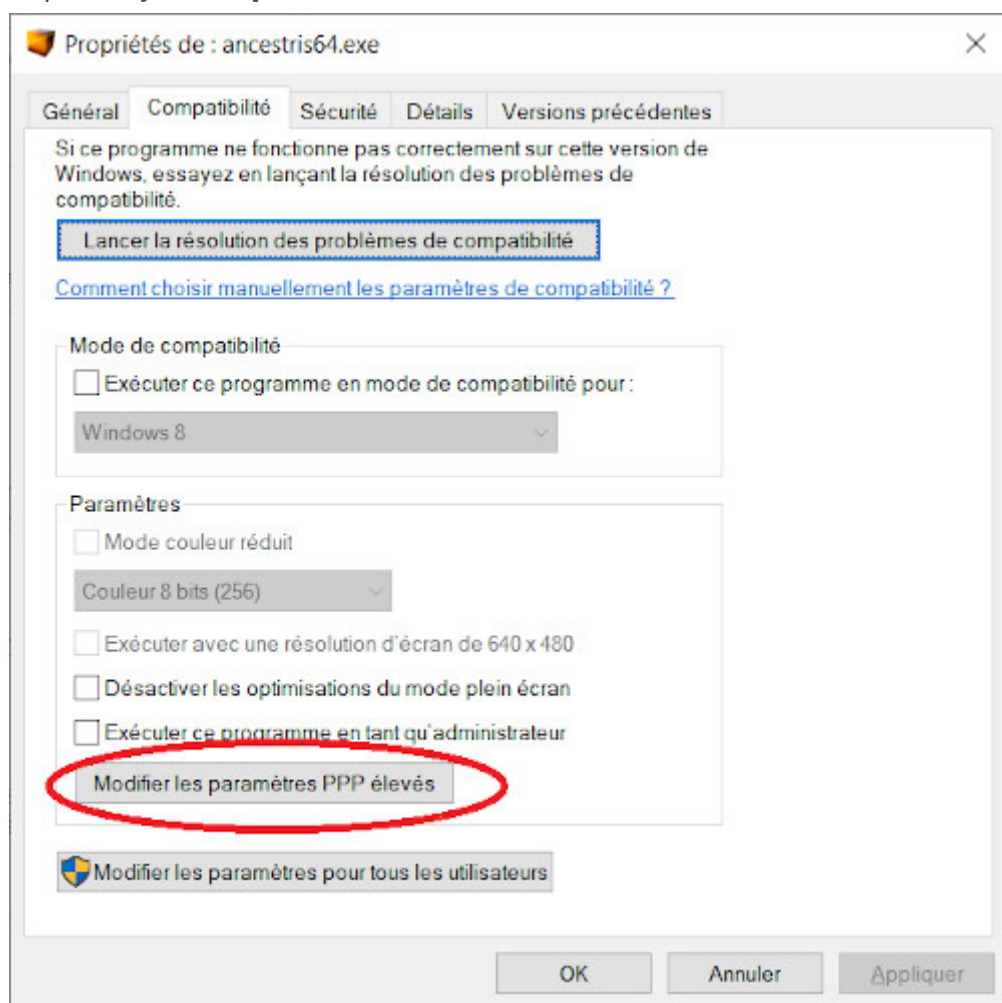 Propriétés de : ancestris64.exe
Général Compatibilité Sécurité Détails Versions précédentes
Si ce programme ne fonctionne pas correctement sur cette version de
Windows, essayez en lançant la résolution des problèmes de
compatibilité.
Lancer la résolution des problèmes de compatibilité
Comment choisir manuellement les paramètres de compatibilité ?
Mode de compatibilité
Exécuter ce programme en mode de compatibilité pour :
Windows 8
Paramètres
Mode couleur réduit
Couleur 8 bits (256)
Exécuter avec une résolution d'écran de 640 x 480
Désactiver les optimisations du mode plein écran
Exécuter ce programme en tant qu'administrateur
Modifier les paramètres PPP élevés
Modifier les paramètres pour tous les utilisateurs
OK Annuler Appliquer